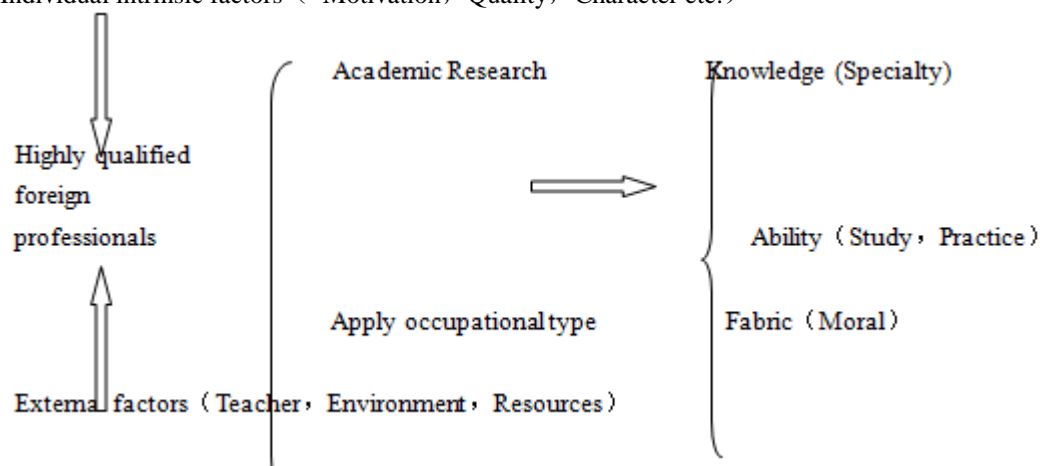 Individual intrinsic factors（ Motivation，Quality，Character etc.）
Academic Research
Knowledge (Specialty)
Highly qualified
foreign
professionals
Ability（Study，Practice）
Apply occupational type
Fabric（Moral）
External factors（Teacher，Environment，Resources）